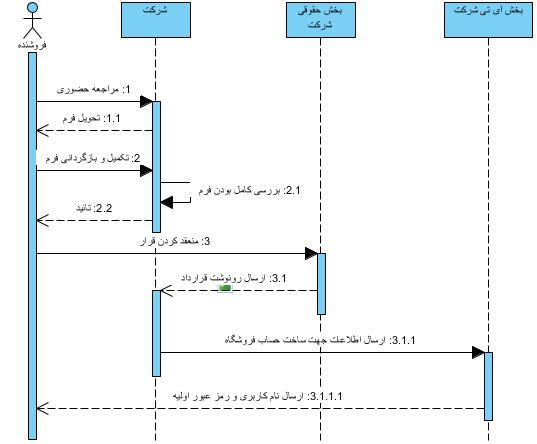 شرکت
بخش حقوقی
شرکت
بخش ای تی شرکت
فروشنده
1: مراجعه حضوری
1.1: تحویل فرم
2: تکمیل و بازگردانی فرم
2.1: بررسی کامل بودن فرم
2.2: تائید
3: منعقد کردن قرار
3.1: ارسال رونوشت قرارداد
3.1.1: ارسال اطلاعات جهت ساخت حساب فروشگاه
3.1.1.1: ارسال نام کاربری و رمز عبور اولیه